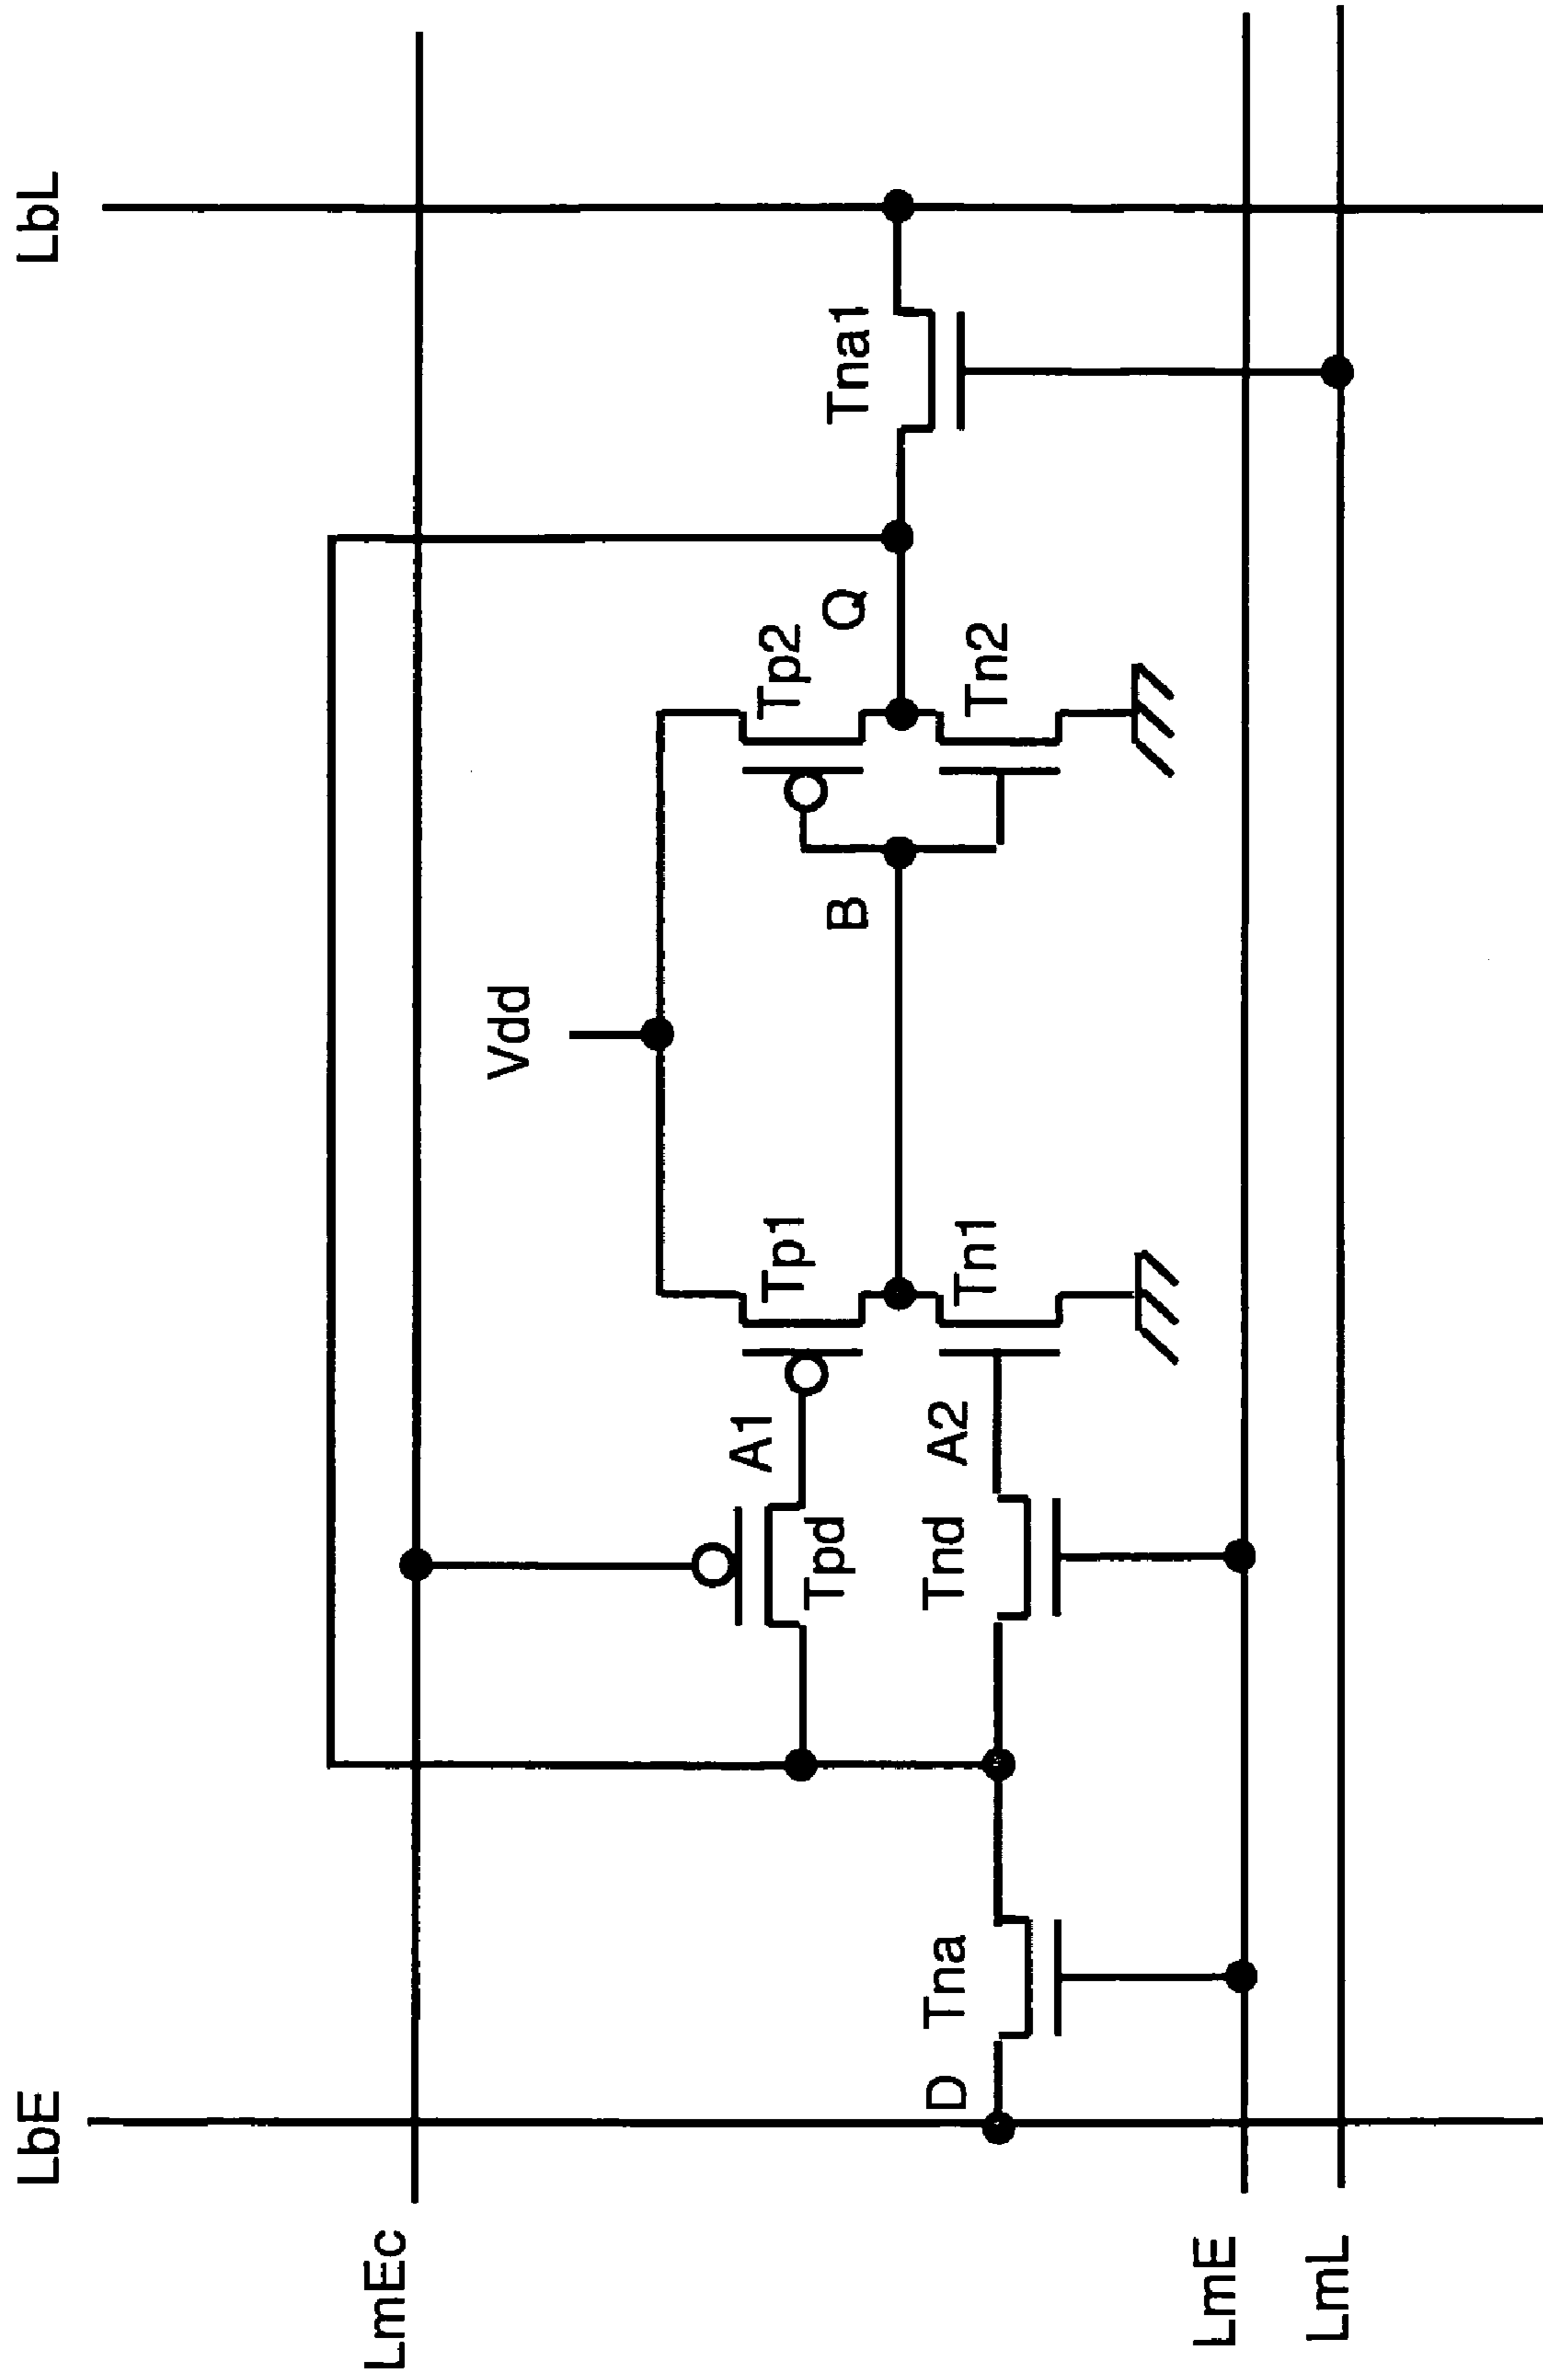 LbE
LbL
LmEc
Vdd
Tp1
Tp2
A1
Tpd
B
Q
Tna1
D
Tna
Tnd
A2
Tn1
Tn2
LmE
LmL